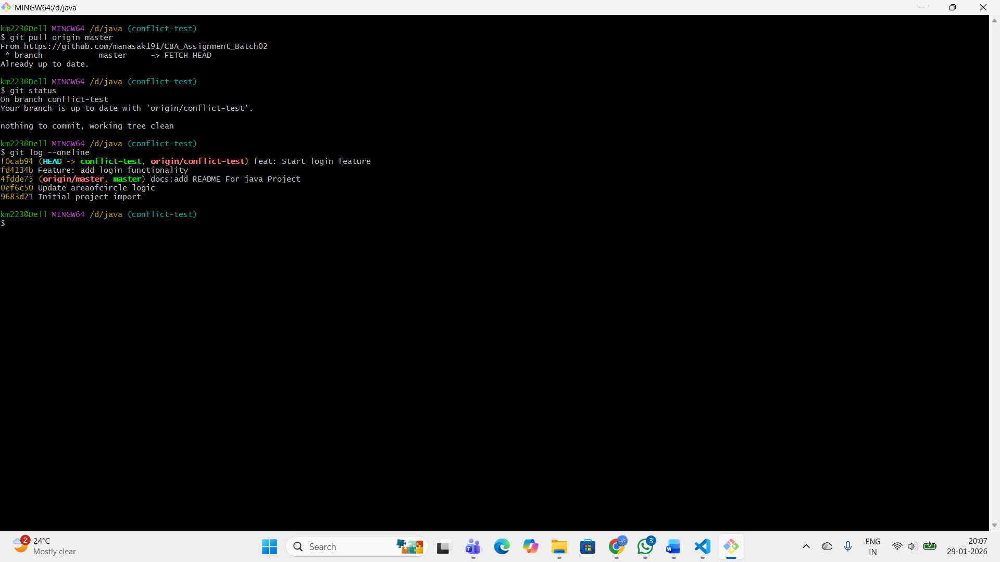 MINGW64:/d/java
km223@Dell MINGW64 /d/java (conflict-test)
$ git pull origin master
From https://github.com/manasak191/CBA_Assignment_Batch02
 * branch            master     -> FETCH_HEAD
Already up to date.
km223@Dell MINGW64 /d/java (conflict-test)
$ git status
On branch conflict-test
Your branch is up to date with 'origin/conflict-test'.
nothing to commit, working tree clean
km223@Dell MINGW64 /d/java (conflict-test)
$ git log --oneline
f0cab94 (HEAD -> conflict-test, origin/conflict-test) feat: Start login feature
fd4134b Feature: add login functionality
4fdde75 (origin/master, master) docs:add README For java Project
0ef6c50 Update areaofcircle logic
9683d21 Initial project import
km223@Dell MINGW64 /d/java (conflict-test)
$
2
24°C
Mostly clear
Search
3
ENG
IN
20:07
29-01-2026